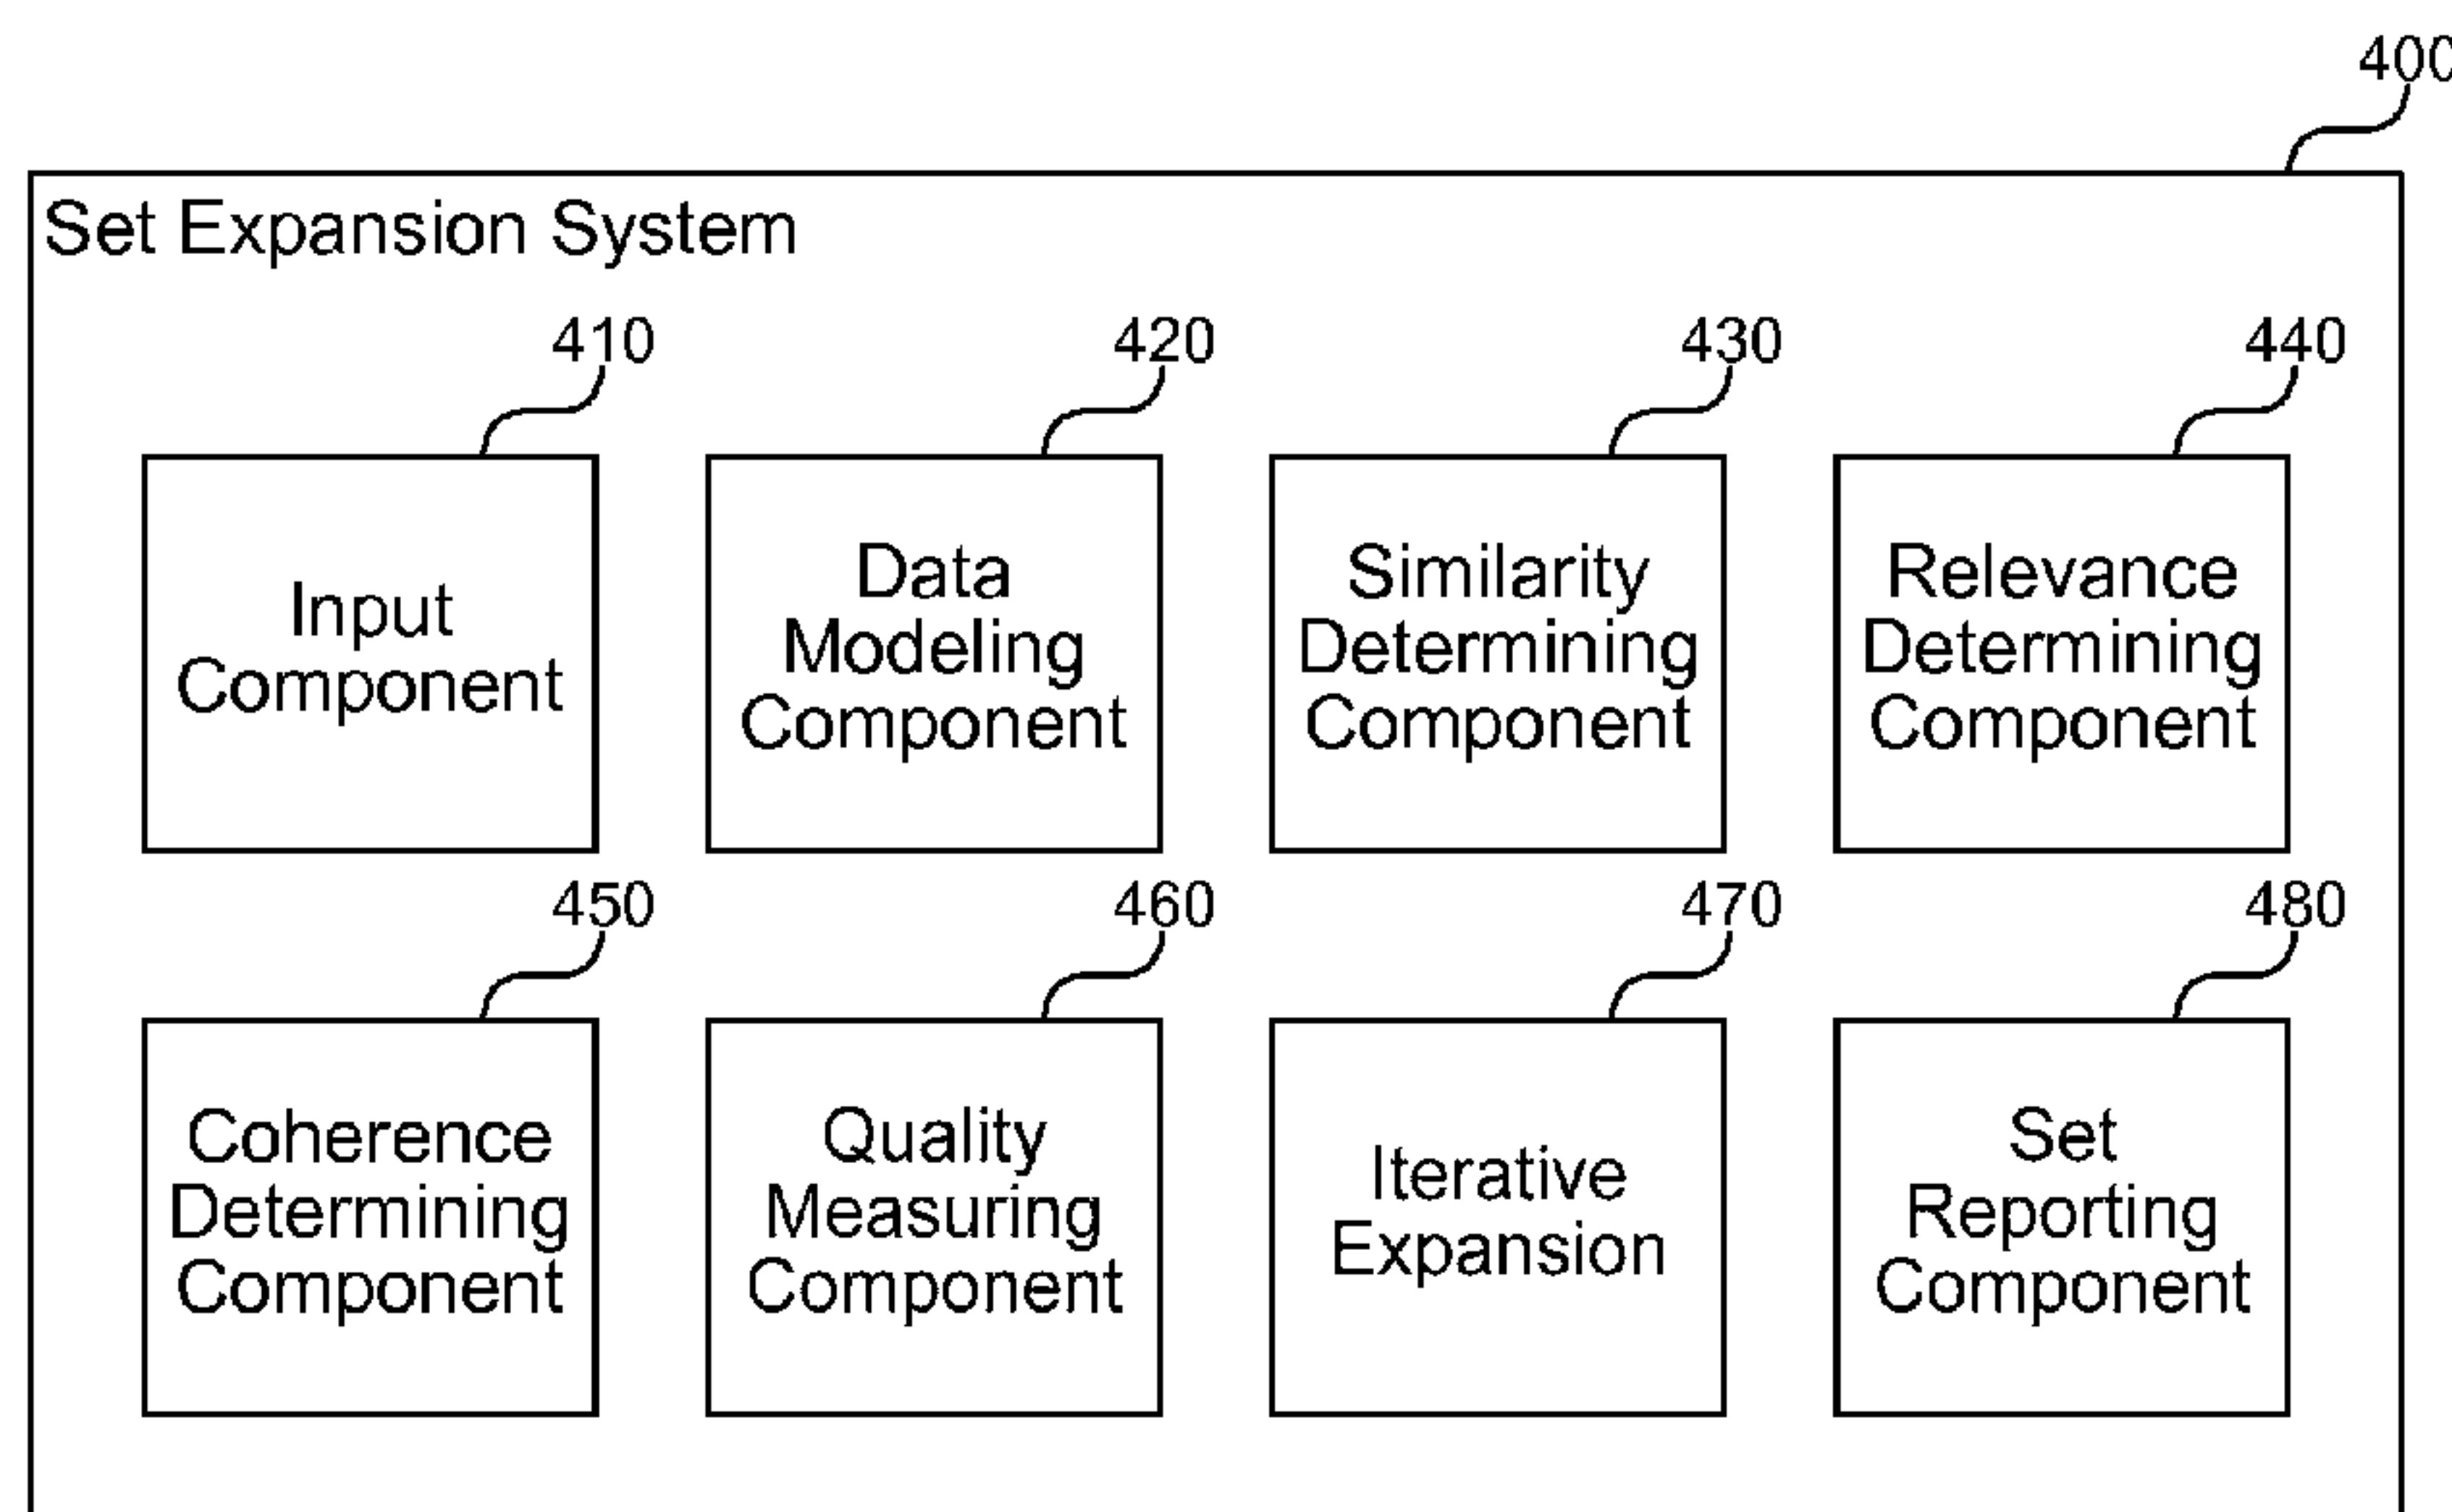 400
Set Expansion System
410
420
430
440
Input
Component
Data
Modeling
Component
Similarity
Determining
Component
Relevance
Determining
Component
450
460
470
480
Coherence
Determining
Component
Quality
Measuring
Component
Iterative
Expansion
Set
Reporting
Component